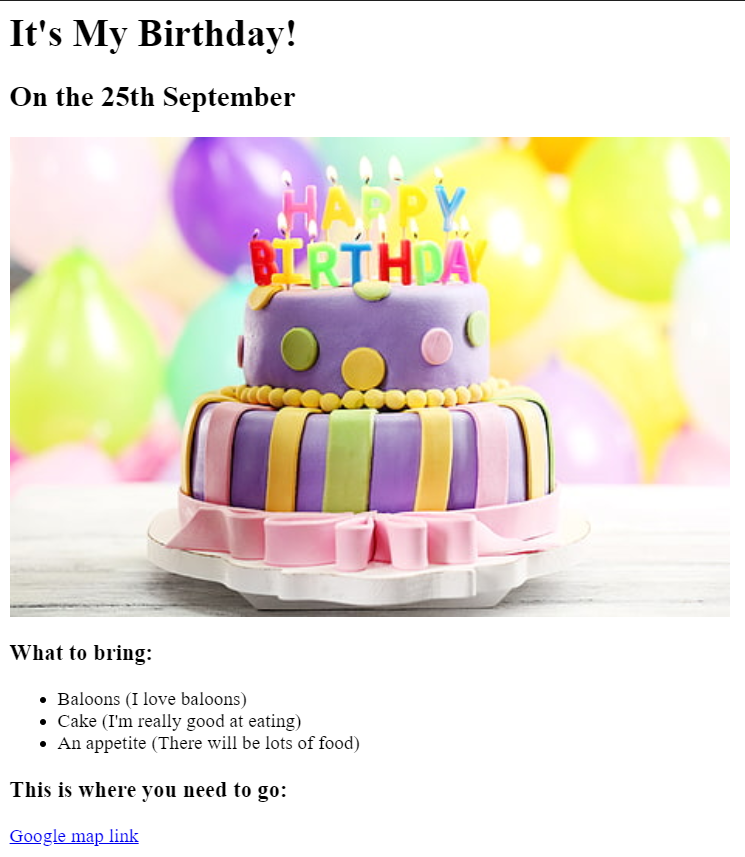 It's My Birthday!
On the 25th September
HAPPY
BIRTHDAY
What to bring:
Baloons (I love baloons)
Cake (I'm really good at eating)
An appetite (There will be lots of food)
This is where you need to go:
Google map link